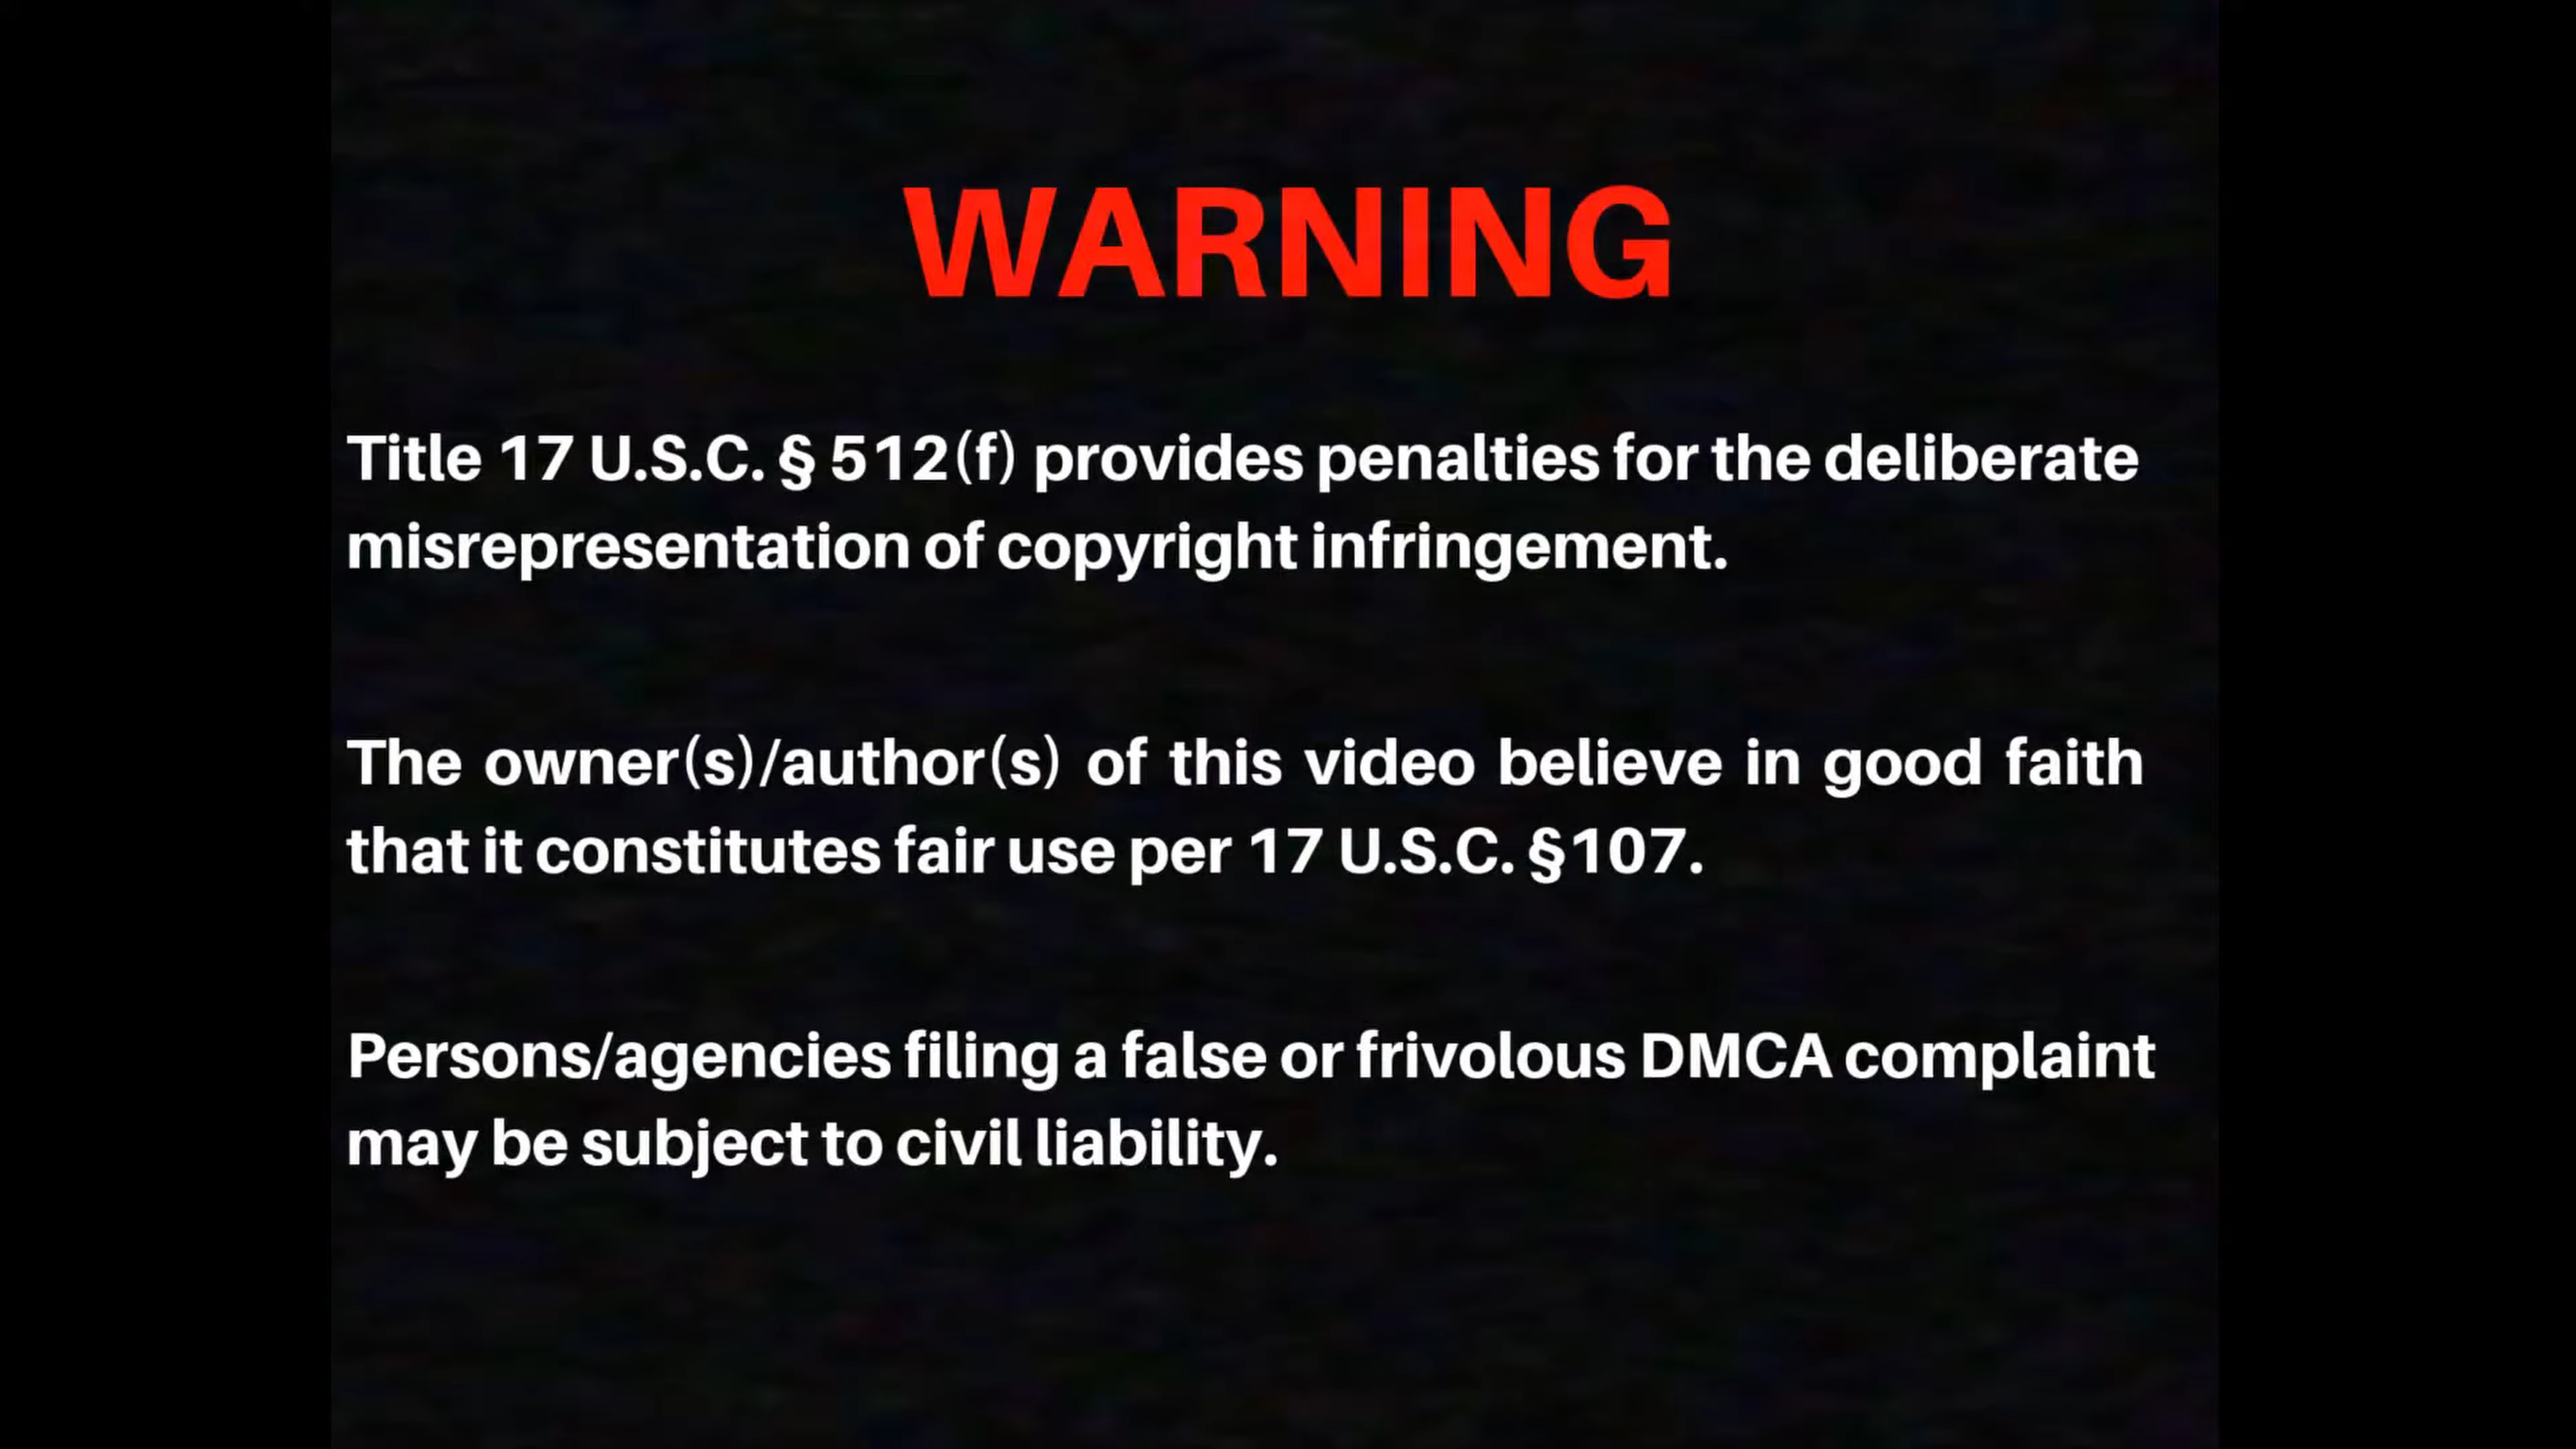 WARNING
Title 17 U.S.C. § 512(f) provides penalties for the deliberate
misrepresentation of copyright infringement.
The owner(s)/author(s) of this video believe in good faith
that it constitutes fair use per 17 U.S.C. §107.
Persons/agencies filing a false or frivolous DMCA complaint
may be subject to civil liability.